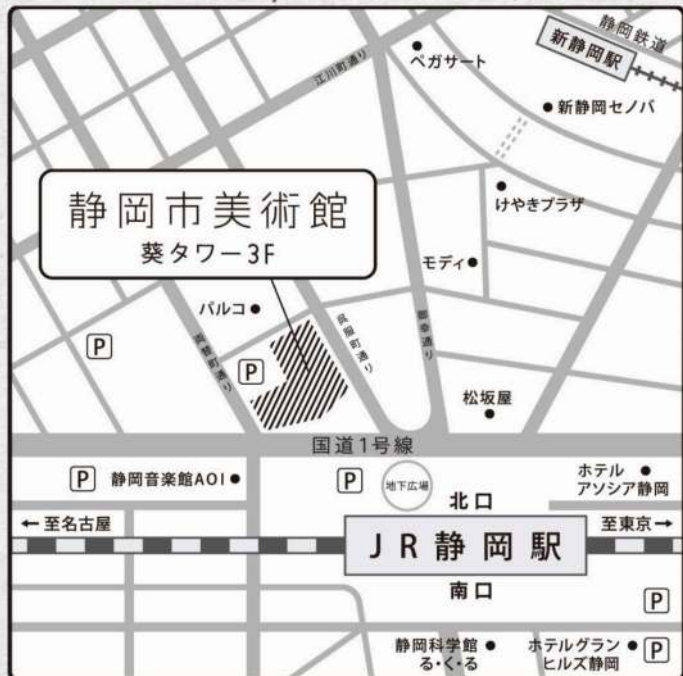 静岡鉄道
新静岡駅
ペガサート
江川町通り
新静岡セノバ
静岡市美術館
葵タワー3F
けやきプラザ
モディ
パルコ
P
P
両替町通り
呉服町通り
御幸通り
松坂屋
国道1号線
P
静岡音楽館AOI
P
地下広場
北口
ホテル
アソシア静岡
←至名古屋
JR静岡駅
至東京→
南口
P
静岡科学館
る・く・る
ホテルグラン
ヒルズ静岡
P